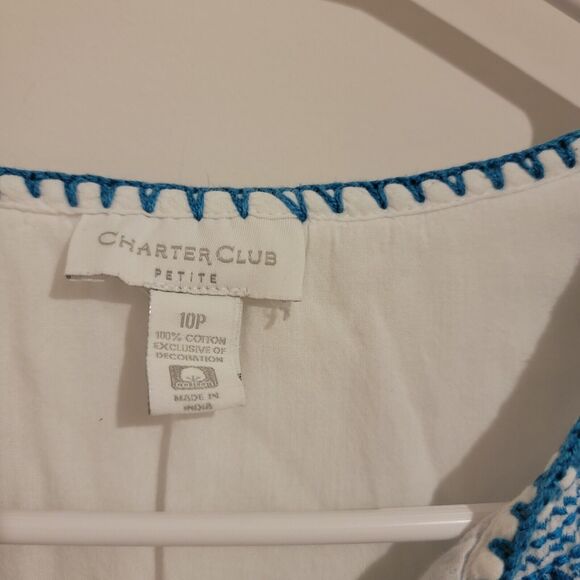 CHARTER CLUB
PETITE
10P
100% COTTON
EXCLUSIVE OF
DECORATION
MADE IN
INDIA